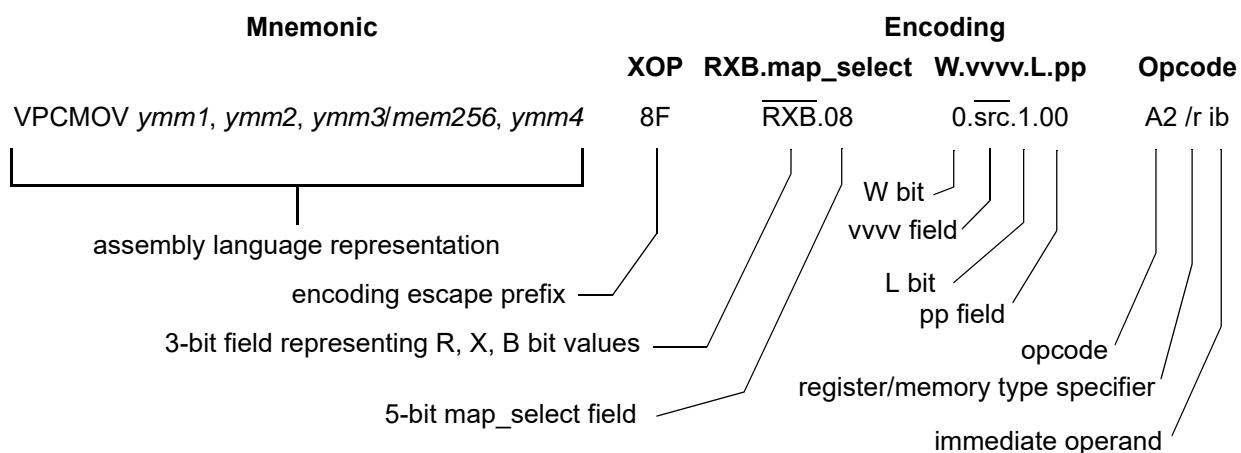 Mnemonic Encoding
XOP RXB.map_select W.vvvv.L.pp Opcode
VPCMOV ymm1, ymm2, ymm3/mem256, ymm4 8F RXB.08 0.src.1.00 A2 /r ib
W bit
vvvv field
assembly language representation
L bit
encoding escape prefix
pp field
3-bit field representing R, X, B bit values
opcode
register/memory type specifier
5-bit map_select field
immediate operand